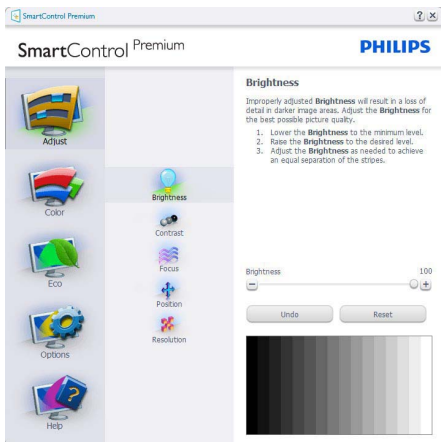 SmartControl Premium
SmartControl Premium
PHILIPS
Adjust
Color
Eco
Options
Help
Brightness
Contrast
Focus
Position
Resolution
Brightness
Improperly adjusted Brightness will result in a loss of
detail in darker image areas. Adjust the Brightness for
the best possible picture quality.
1. Lower the Brightness to the minimum level.
2. Raise the Brightness to the desired level.
3. Adjust the Brightness as needed to achieve
an equal separation of the stripes.
Brightness 100
Undo Reset